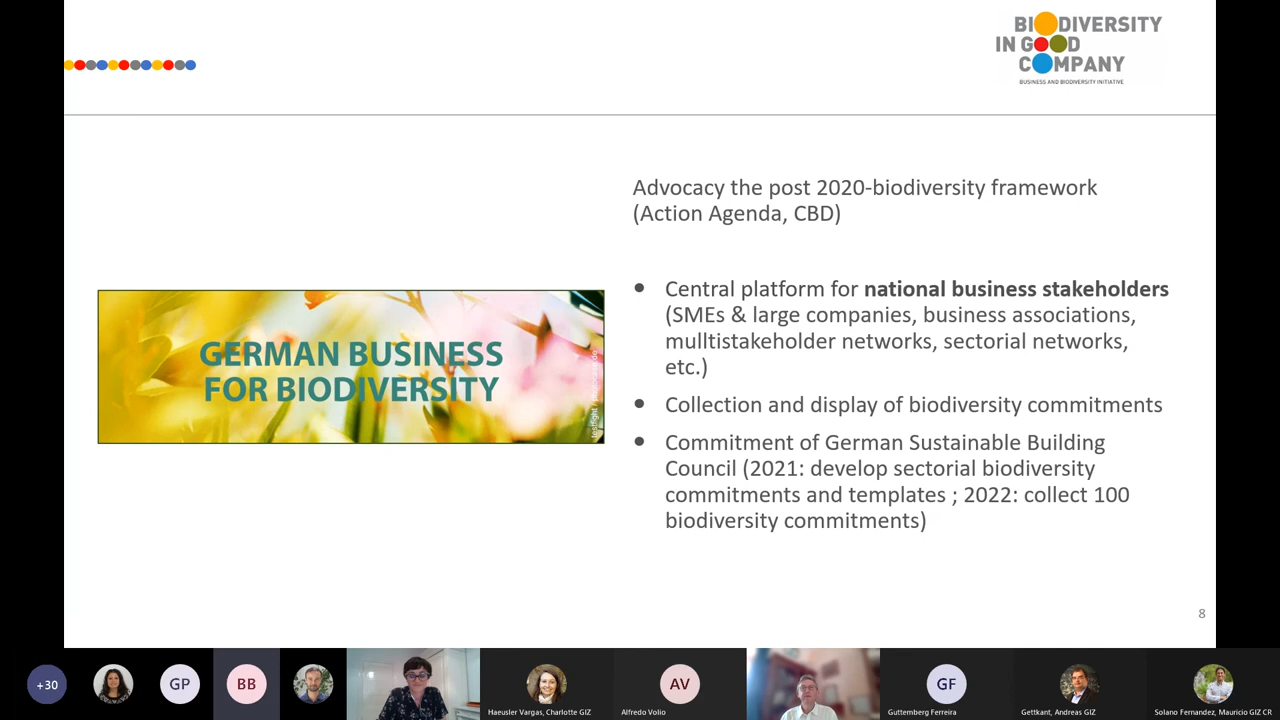 BIODIVERSITY
IN GOOD
COMPANY
BUSINESS AND BIODIVERSITY INITIATIVE
Advocacy the post 2020-biodiversity framework
(Action Agenda, CBD)
GERMAN BUSINESS
FOR BIODIVERSITY
• Central platform for national business stakeholders
(SMEs & large companies, business associations,
mulltistakeholder networks, sectorial networks,
etc.)
• Collection and display of biodiversity commitments
• Commitment of German Sustainable Building
Council (2021: develop sectorial biodiversity
commitments and templates ; 2022: collect 100
biodiversity commitments)
8
+30
GP
BB
AV
GF
Haeusler Vargas, Charlotte GIZ
Alfredo Volio
Guttemberg Ferreira
Gettkant, Andreas GIZ
Solano Fernandez, Mauricio GIZ CR